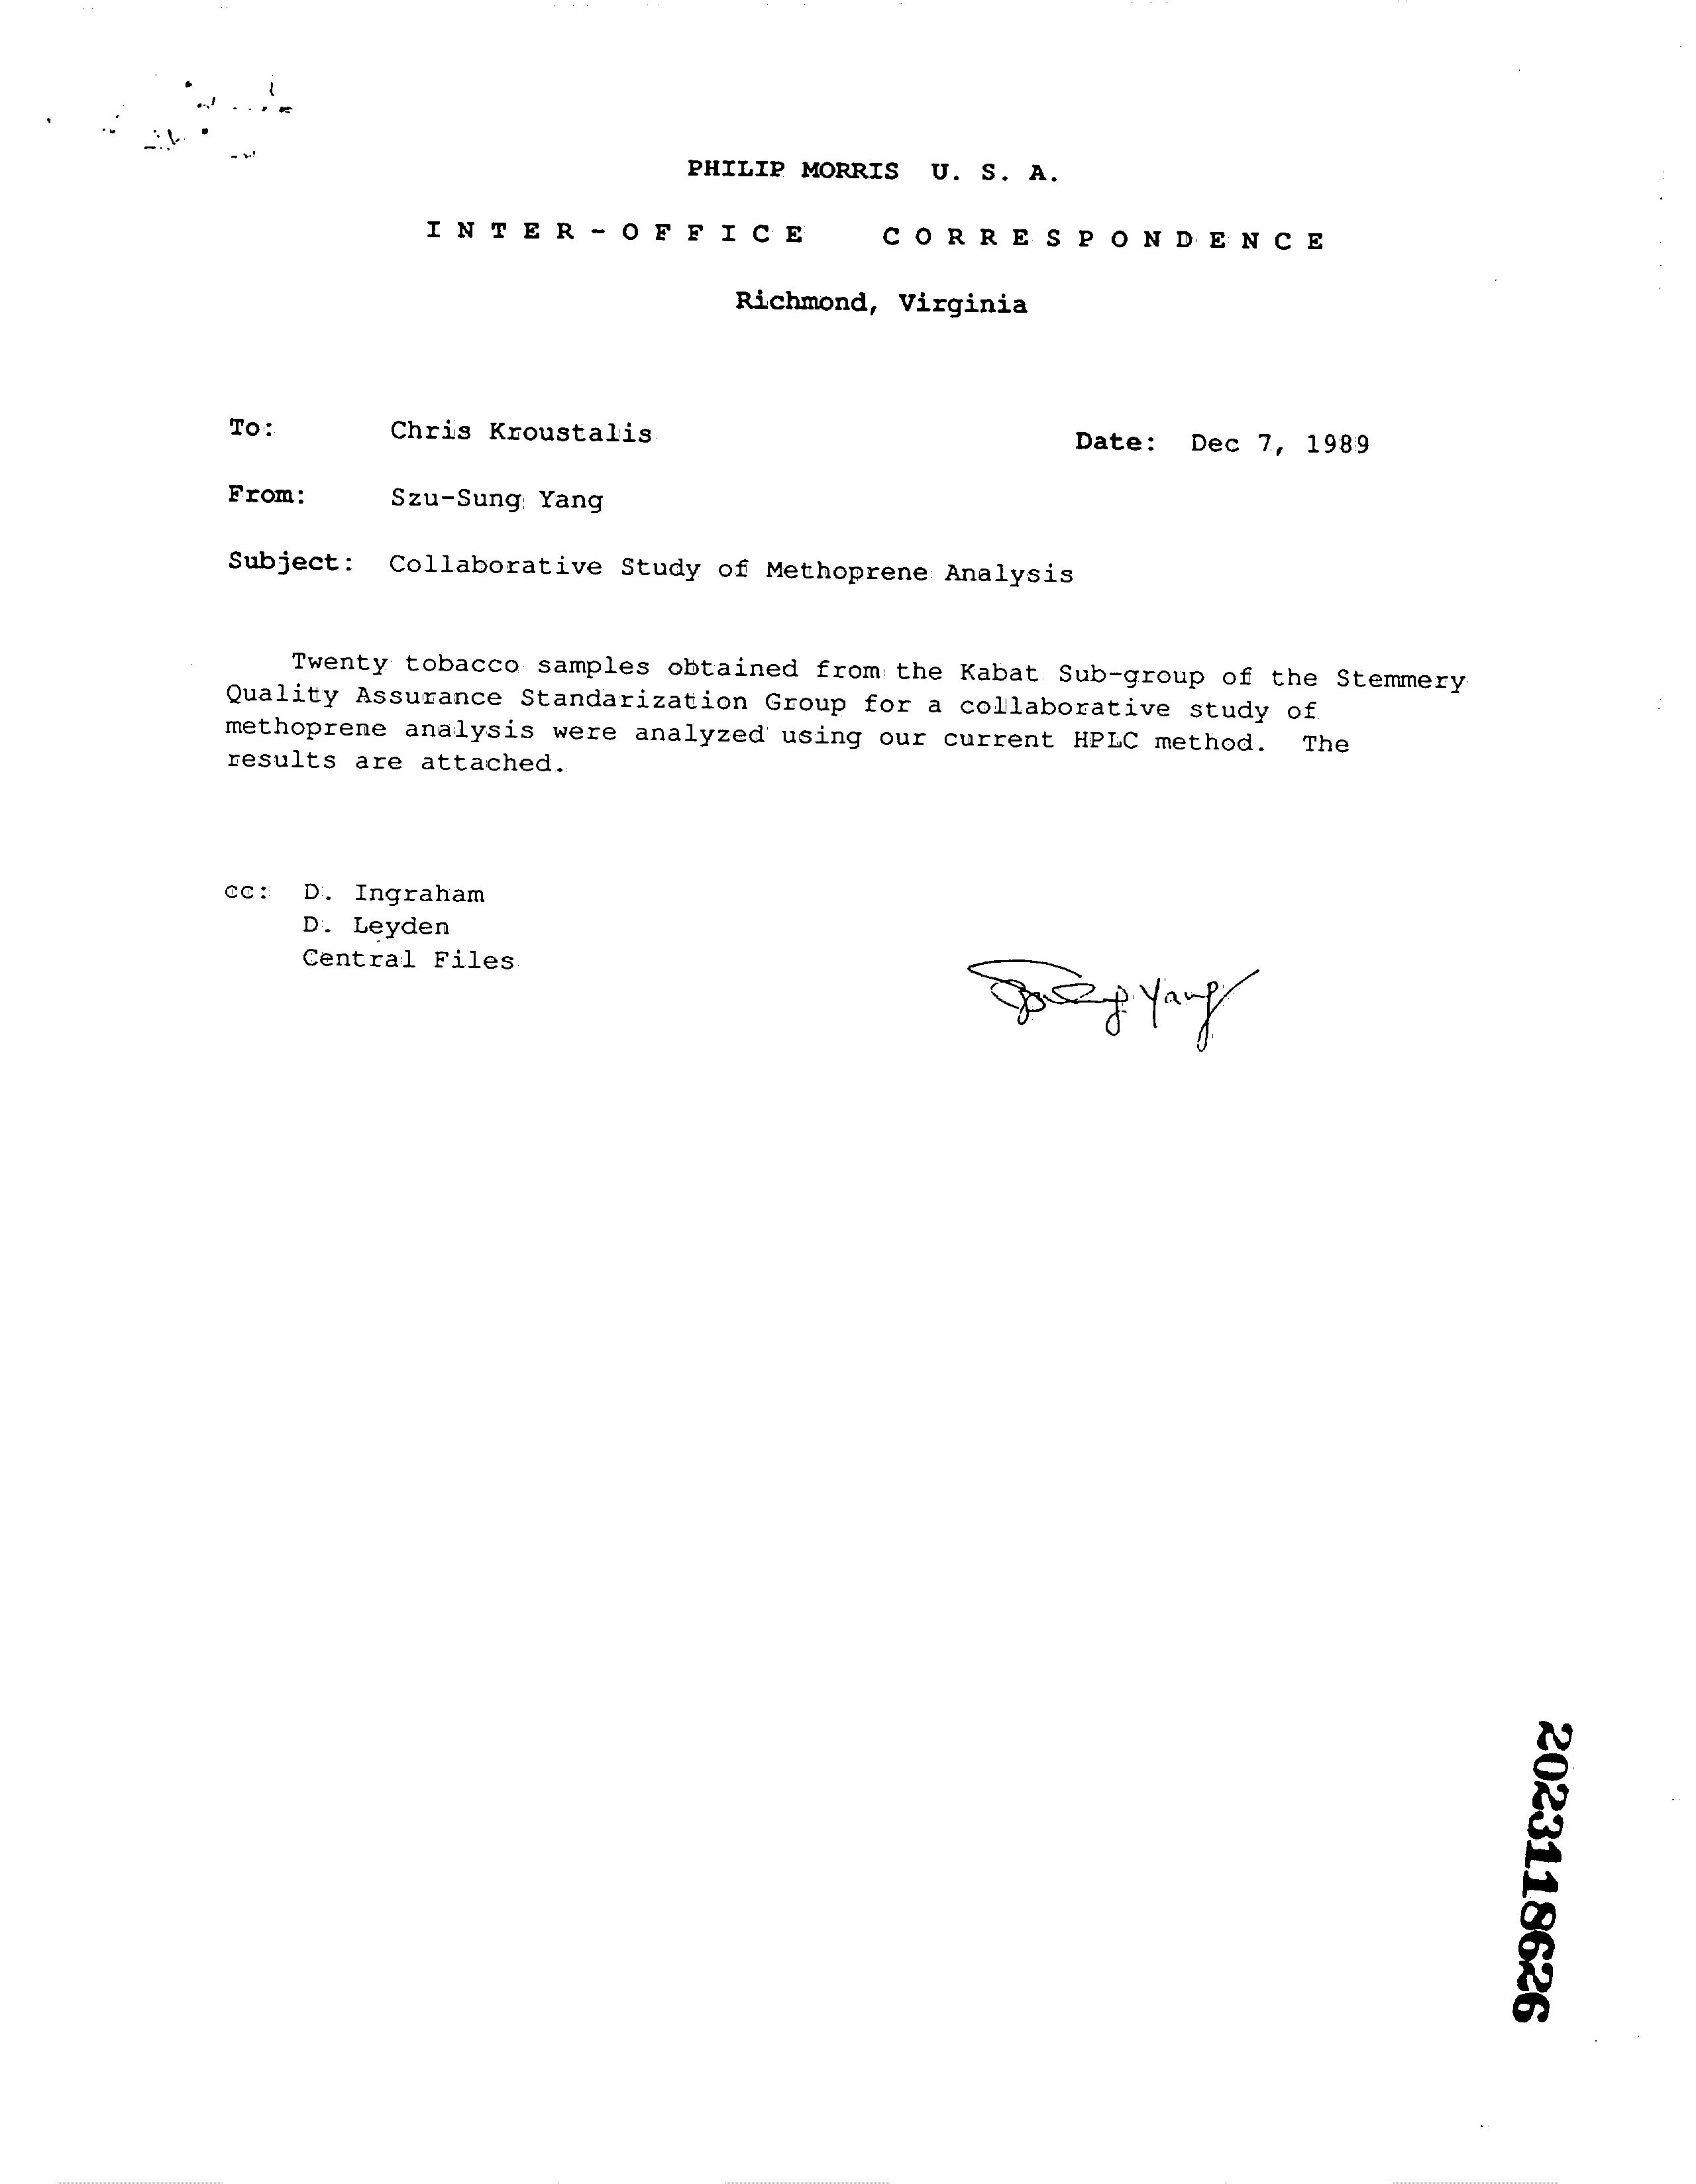 PHILIP MORRIS U. S. A.
INTER-OFFICE CORRESPONDENCE
Richmond, Virginia
To: Chris Kroustalis
Date: Dec 7, 1989
From: Szu-Sung Yang
Subject: Collaborative Study of Methoprene Analysis
Twenty tobacco samples obtained from the Kabat Sub-group of the Stemmery
Quality Assurance Standarization Group for a collaborative study of
methoprene analysis were analyzed using our current HPLC method. The
results are attached.
cc: D. Ingraham
D. Leyden
Central Files
Yang
2023118626